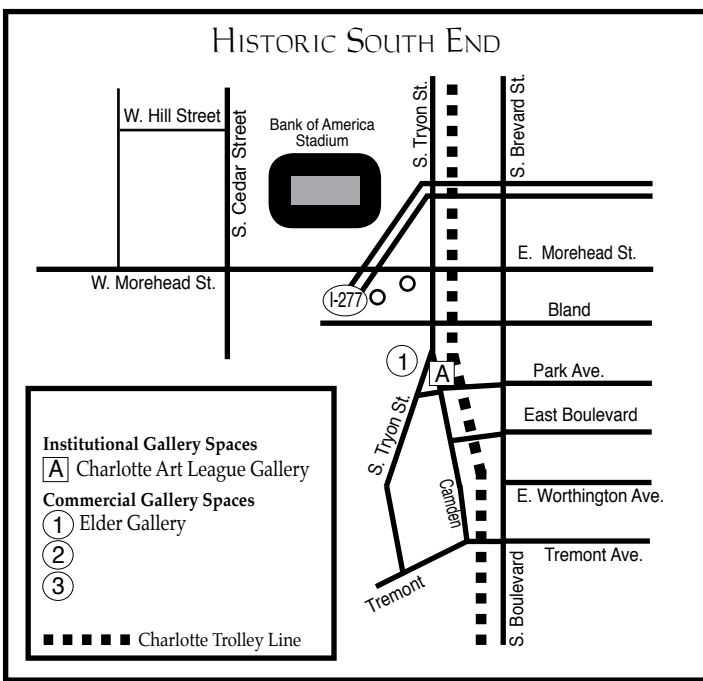 HISTORIC SOUTH END
W. Hill Street
S. Cedar Street
Bank of America
Stadium
S. Tryon St.
S. Brevard St.
W. Morehead St.
E. Morehead St.
I-277
Bland
1
A
Park Ave.
S. Tryon St.
East Boulevard
Camden
E. Worthington Ave.
Tremont
Tremont Ave.
S. Boulevard
Institutional Gallery Spaces
A Charlotte Art League Gallery
Commercial Gallery Spaces
1 Elder Gallery
2
3
Charlotte Trolley Line